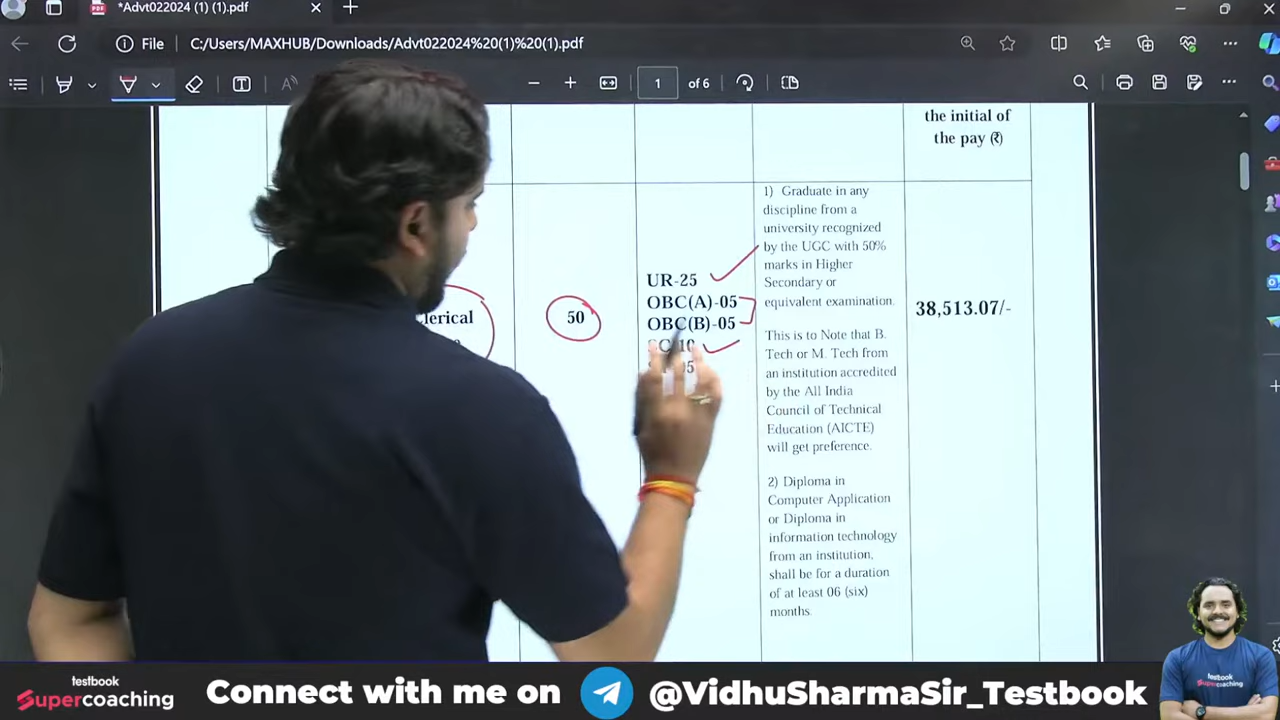 *Advt022024 (1) (1).pdf
File
C:/Users/MAXHUB/Downloads/Advt022024%20(1)%20(1).pdf
1 of 6
the initial of
the pay (₹)
lerical
50
UR-25
OBC(A)-05
OBC(B)-05
1) Graduate in any
discipline from a
university recognized
by the UGC with 50%
marks in Higher
Secondary or
equivalent examination.
This is to Note that B.
Tech or M. Tech from
an institution accredited
by the All India
Council of Technical
Education (AICTE)
will get preference.
2) Diploma in
Computer Application
or Diploma in
information technology
from an institution,
shall be for a duration
of at least 06 (six)
months.
38,513.07/-
testbook
Supercoaching
Connect with me on
@VidhuSharmaSir_Testbook
testbook
Supercoaching